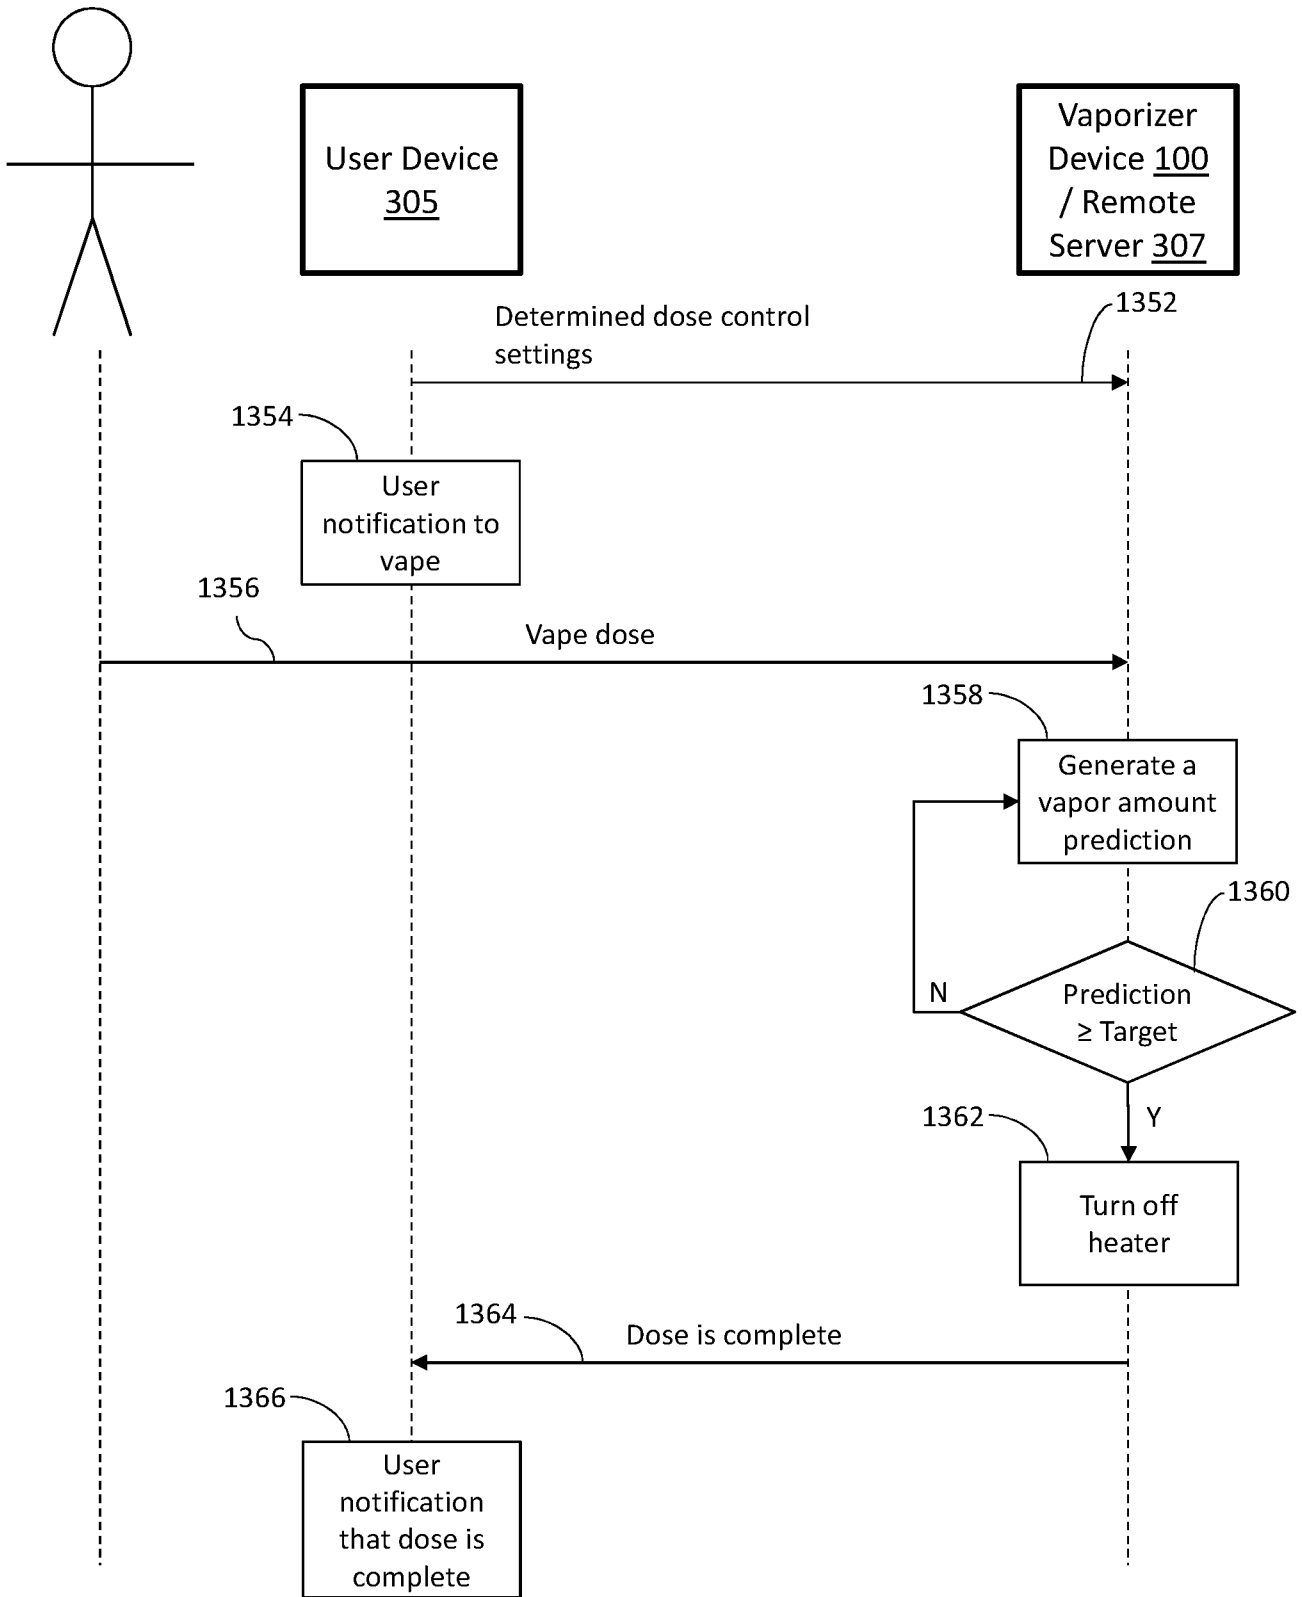 User Device
305
Vaporizer
Device 100
/ Remote
Server 307
1352
Determined dose control
settings
1354
User
notification to
vape
1356
Vape dose
1358
Generate a
vapor amount
prediction
1360
N
Prediction
≥ Target
1362
Y
Turn off
heater
1364
Dose is complete
1366
User
notification
that dose is
complete